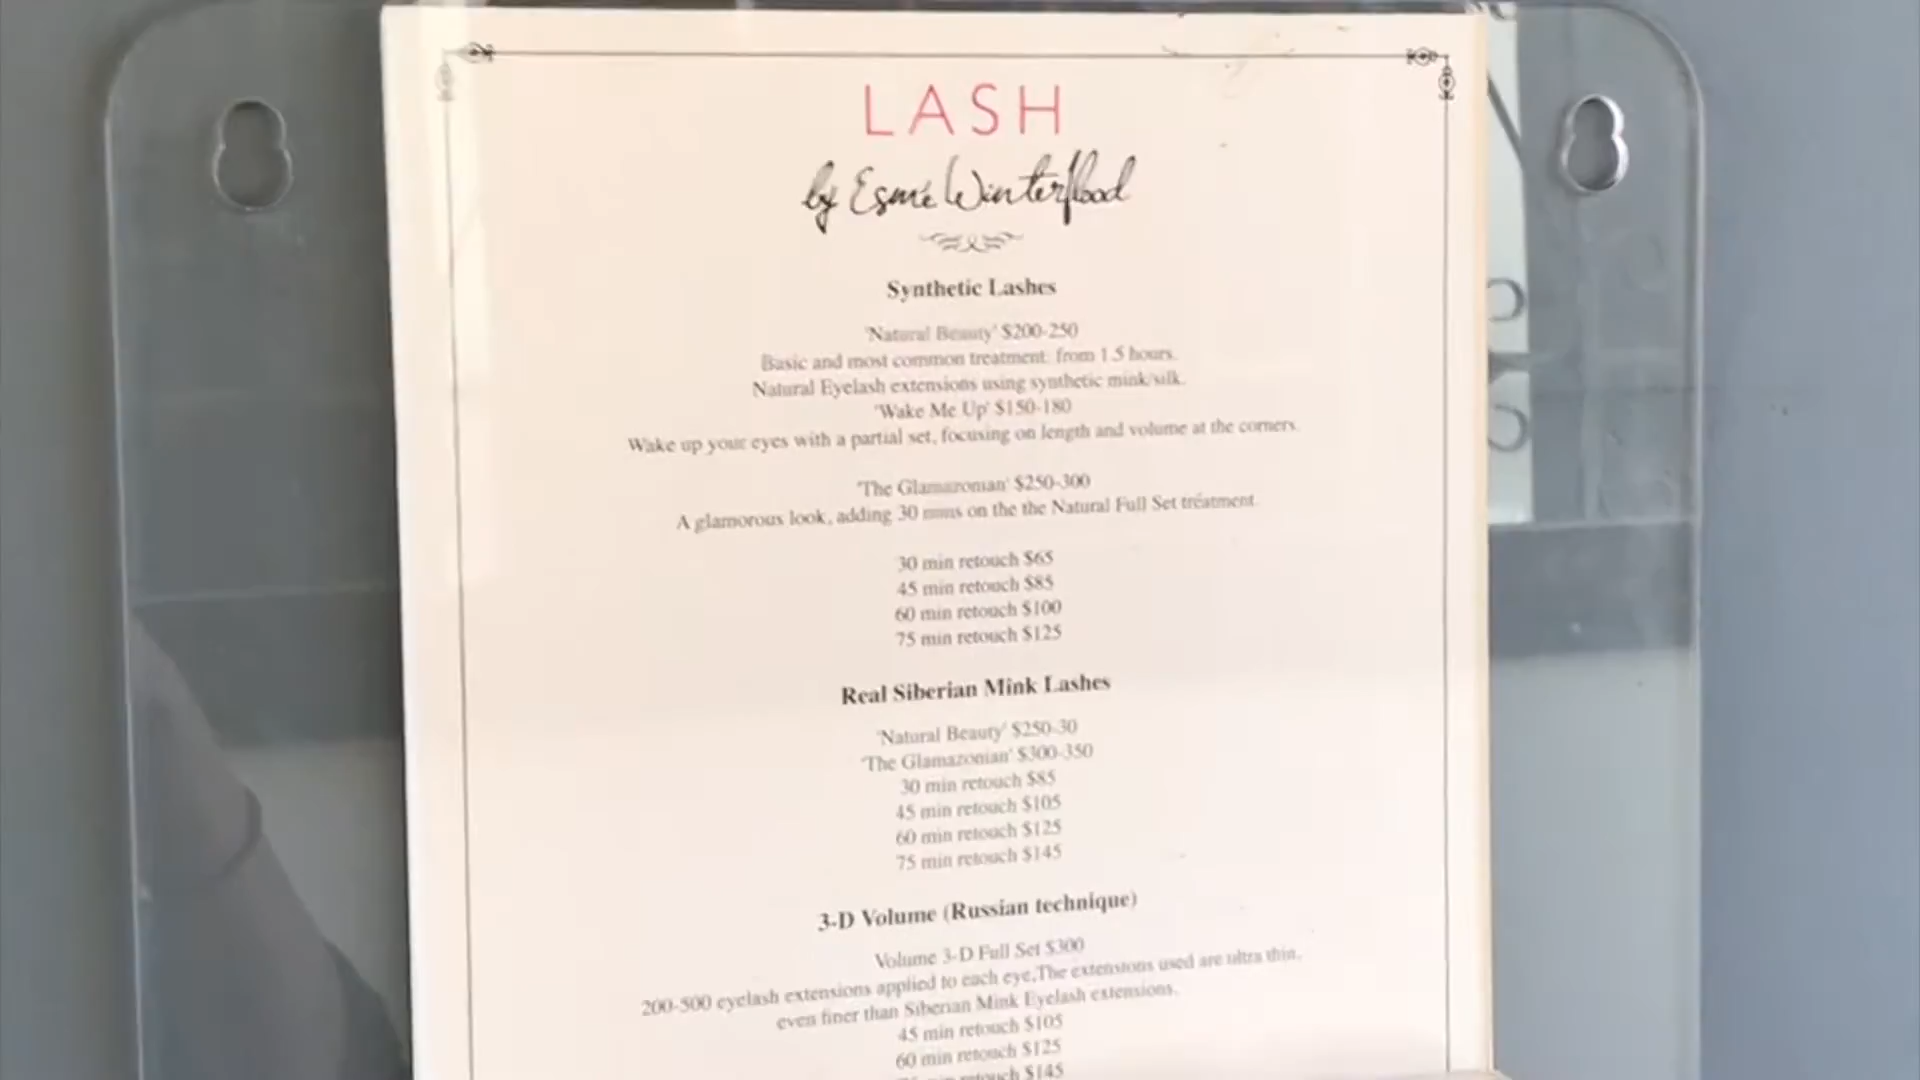 LASH
by Esmé Winterflood
Synthetic Lashes
'Natural Beauty' $200-250
Basic and most common treatment: from 1.5 hours.
Natural Eyelash extensions using synthetic mink/silk.
'Wake Me Up' $150-180
Wake up your eyes with a partial set, focusing on length and volume at the corners.
'The Glamazonian' $250-300
A glamorous look, adding 30 mins on the the Natural Full Set treatment.
30 min retouch $65
45 min retouch $85
60 min retouch $100
75 min retouch $125
Real Siberian Mink Lashes
'Natural Beauty' $250-30
'The Glamazonian' $300-350
30 min retouch $85
45 min retouch $105
60 min retouch $125
75 min retouch $145
3-D Volume (Russian technique)
Volume 3-D Full Set $300
200-500 eyelash extensions applied to each eye.The extensions used are ultra thin,
even finer than Siberian Mink Eyelash extensions.
45 min retouch $105
60 min retouch $125
retouch $145